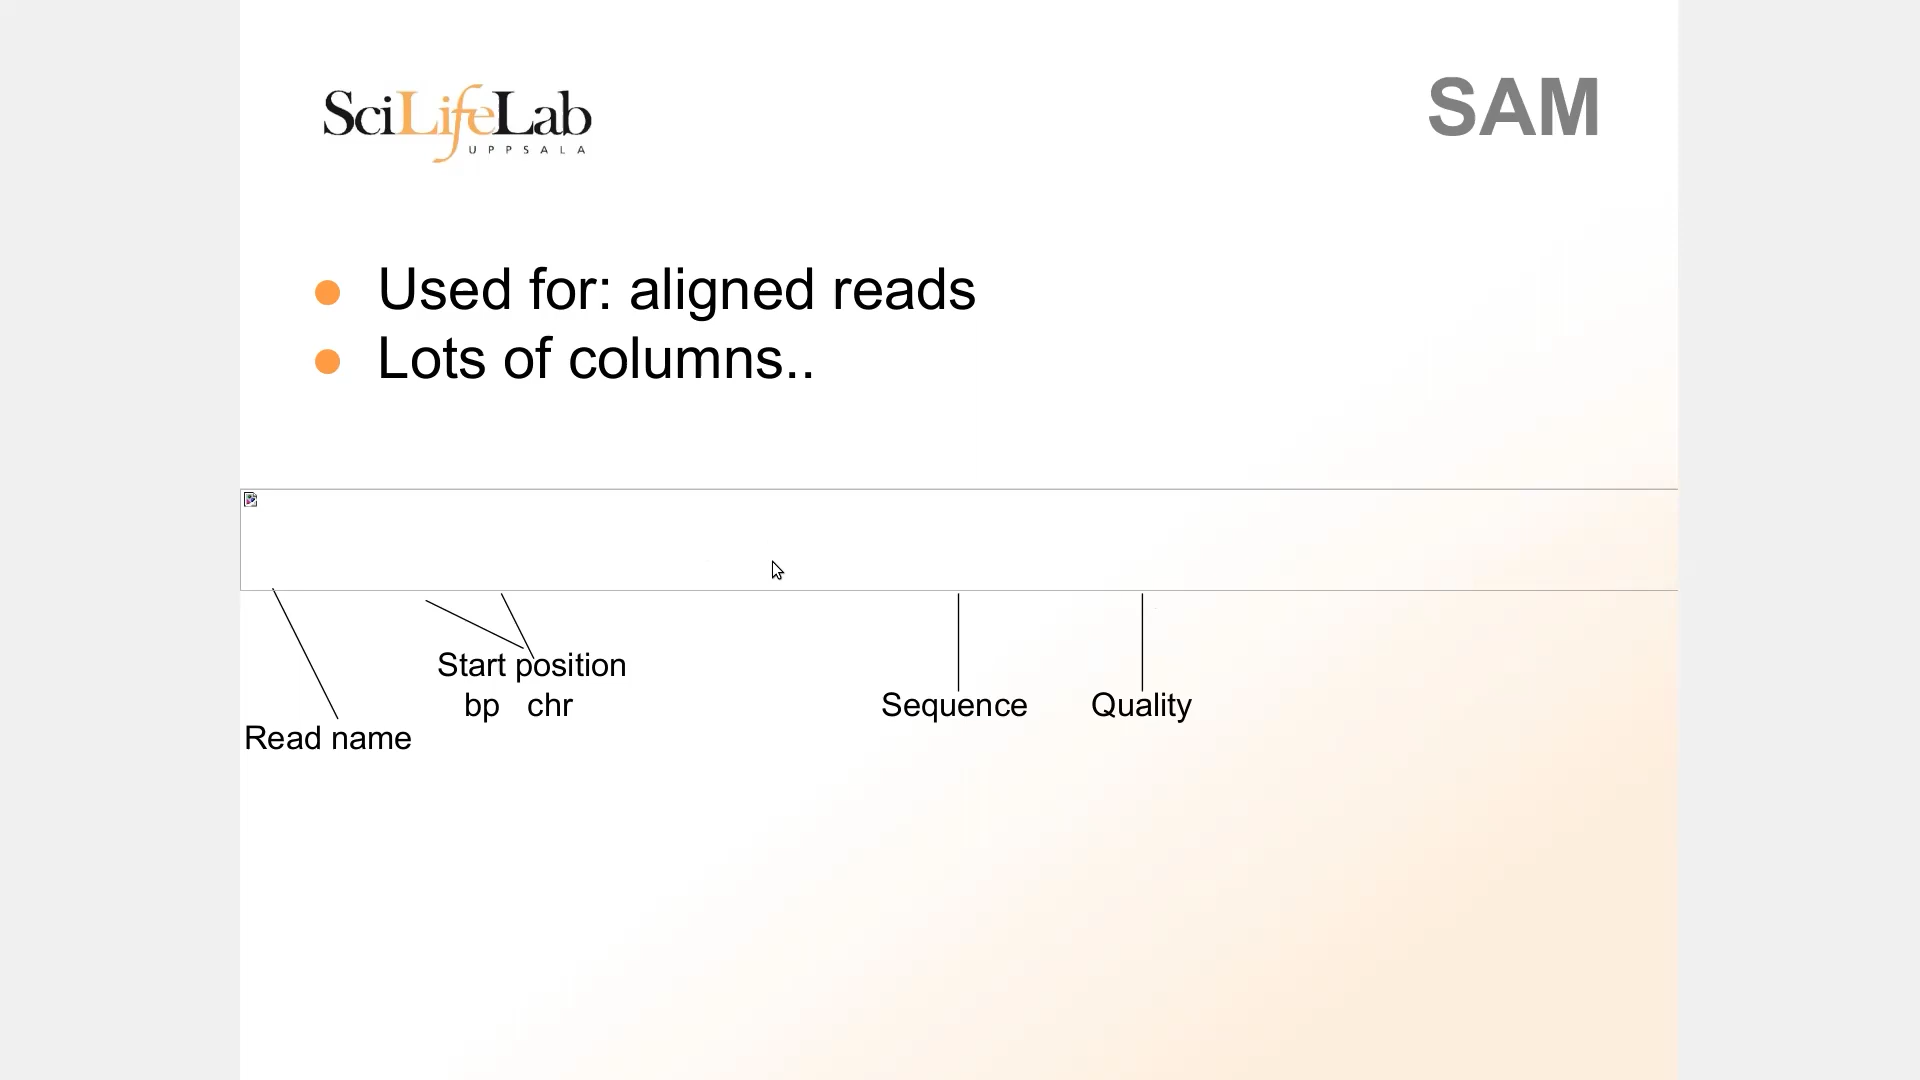 SciLifeLab
UPPSALA
SAM
Used for: aligned reads
Lots of columns..
Start position
bp chr
Sequence
Quality
Read name